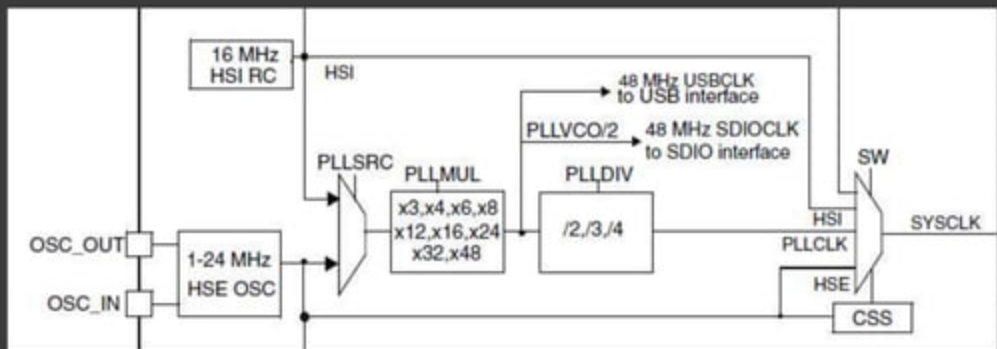 16 MHz
HSI RC
HSI
48 MHz USBCLK
to USB interface
PLLVCO/2
48 MHz SDIOCLK
to SDIO interface
PLLSRC
PLLMUL
PLLDIV
SW
x3,x4,x6,x8
x12,x16,x24
x32,x48
/2,/3,/4
HSI
SYSCLK
PLLCLK
OSC_OUT
1-24 MHz
HSE OSC
HSE
OSC_IN
CSS